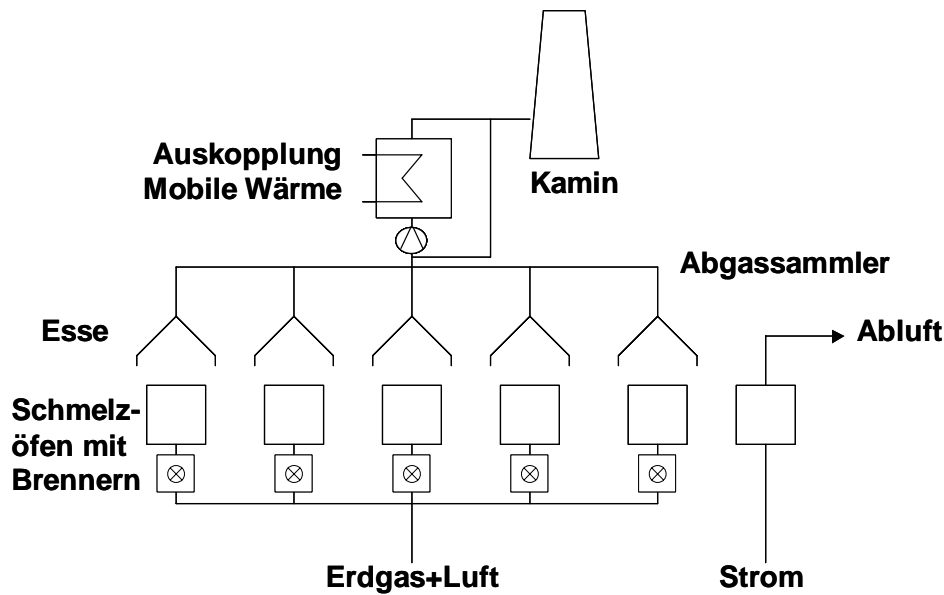 Auskopplung
Mobile Wärme
Kamin
Abgassammler
Esse
Abluft
Schmelz-
öfen mit
Brennern
Erdgas+Luft
Strom